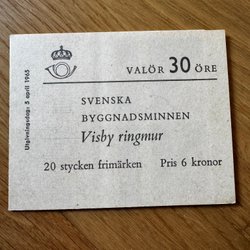 Utgivningsdag: 5 april 1965
VALÖR 30 ÖRE
SVENSKA
BYGGNADSMINNEN
Visby ringmur
20 stycken frimärken Pris 6 kronor